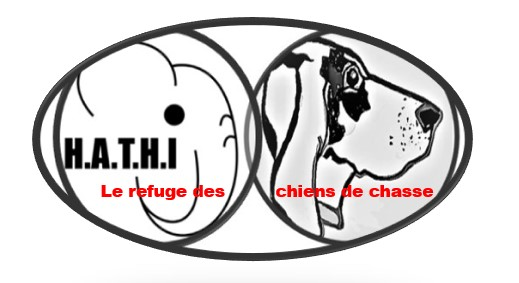 H.A.T.H.I
Le refuge des chiens de chasse